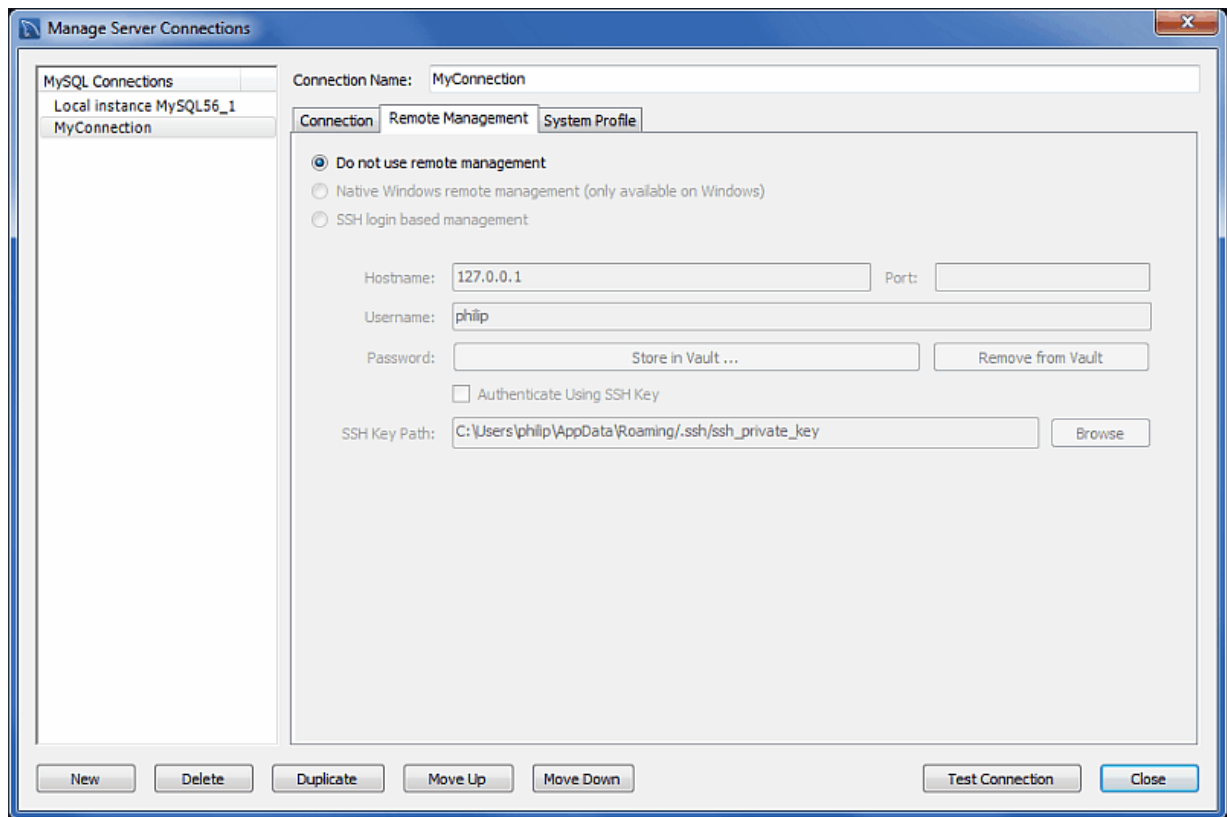 Manage Server Connections
MySQL Connections
Local instance MySQL56_1
MyConnection
Connection Name: MyConnection
Connection Remote Management System Profile
Do not use remote management
Native Windows remote management (only available on Windows)
SSH login based management
Hostname: 127.0.0.1 Port:
Username: philip
Password: Store in Vault ... Remove from Vault
Authenticate Using SSH Key
SSH Key Path: C:\Users\philip\AppData\Roaming/.ssh/ssh_private_key Browse
New Delete Duplicate Move Up Move Down Test Connection Close